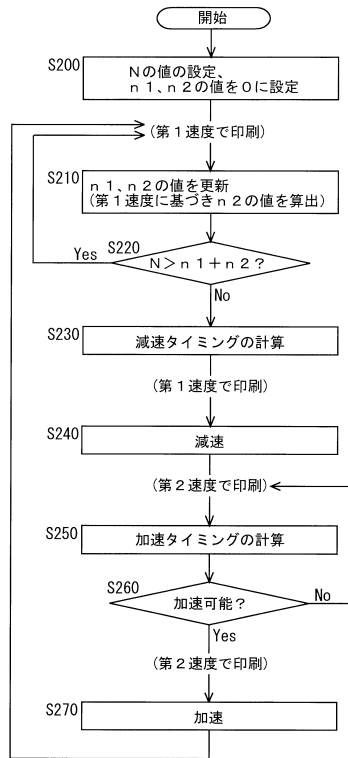 開始
S200
Nの値の設定、
n1、n2の値を0に設定
(第1速度で印刷)
S210
n1、n2の値を更新
(第1速度に基づきn2の値を算出)
S220
Yes
N>n1+n2?
No
S230
減速タイミングの計算
(第1速度で印刷)
S240
減速
(第2速度で印刷)
S250
加速タイミングの計算
S260
加速可能?
No
Yes
(第2速度で印刷)
S270
加速